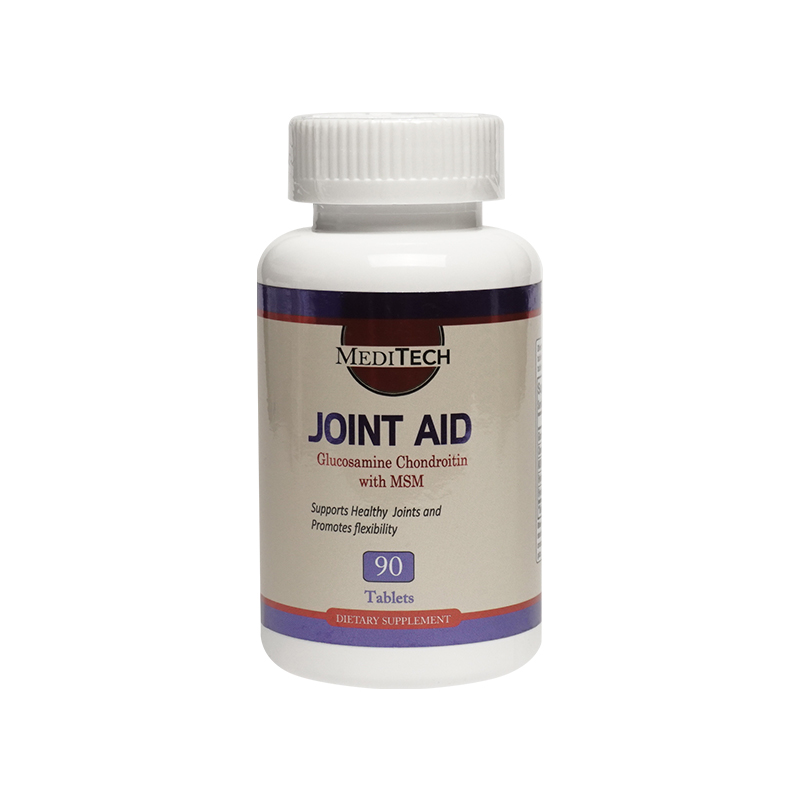 MEDITECH
JOINT AID
Glucosamine Chondroitin
with MSM
Supports Healthy Joints and
Promotes flexibility
90
Tablets
DIETARY SUPPLEMENT